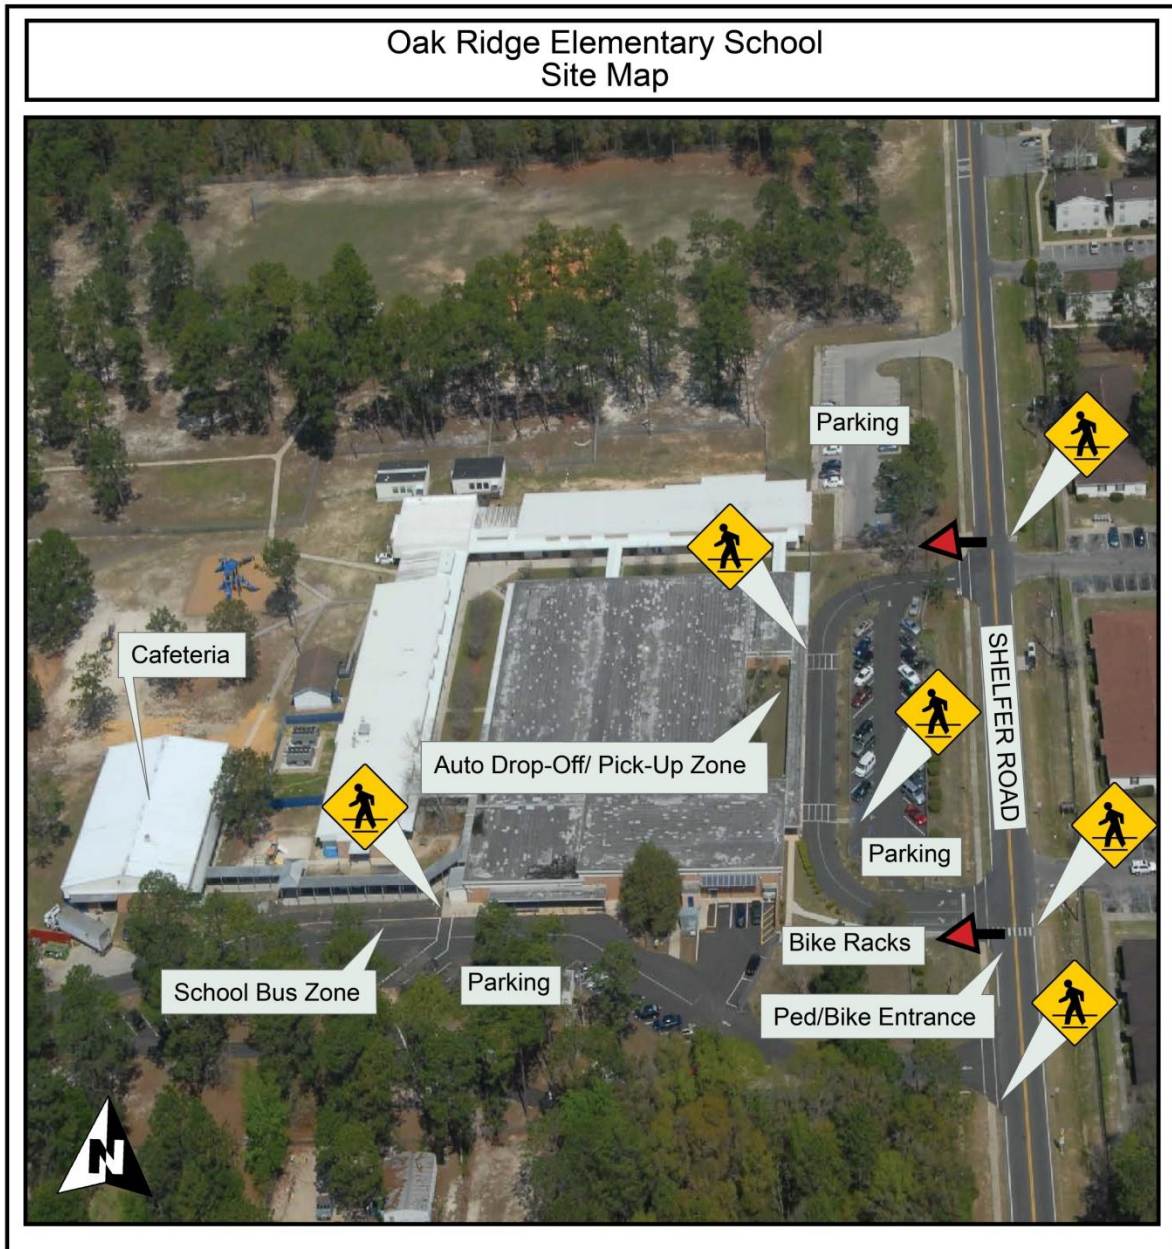 Oak Ridge Elementary School
Site Map
Parking
SHELFER ROAD
Cafeteria
Auto Drop-Off/ Pick-Up Zone
Parking
Bike Racks
School Bus Zone
Parking
Ped/Bike Entrance
N